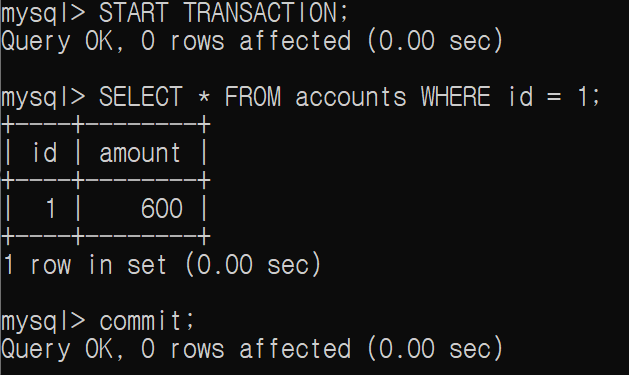 mysql> START TRANSACTION;
Query OK, 0 rows affected (0.00 sec)
mysql> SELECT * FROM accounts WHERE id = 1;
+----+--------+
| id | amount |
+----+--------+
|  1 |    600 |
+----+--------+
1 row in set (0.00 sec)
mysql> commit;
Query OK, 0 rows affected (0.00 sec)